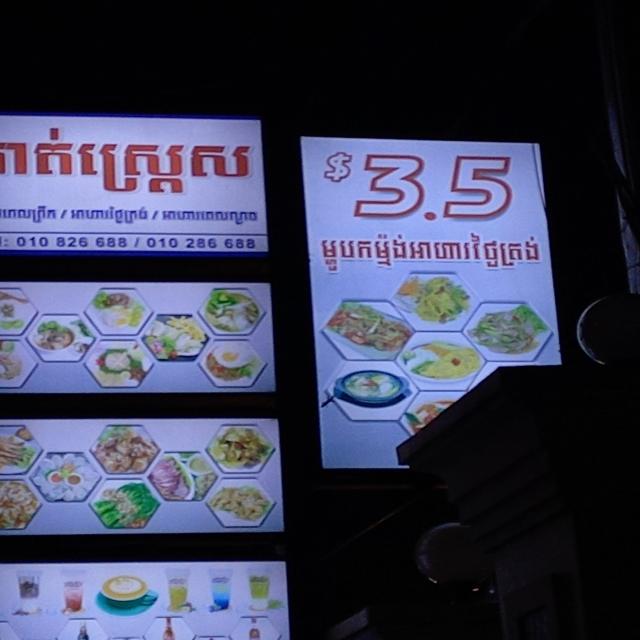 កាត់ស្ត្រេស
ពេលព្រឹក / អាហារថ្ងៃត្រង់ / អាហារពេលល្ងាច
: 010 826 688 / 010 286 688
$3.5
ម្ហូបកម្ម៉ង់អាហារថ្ងៃត្រង់